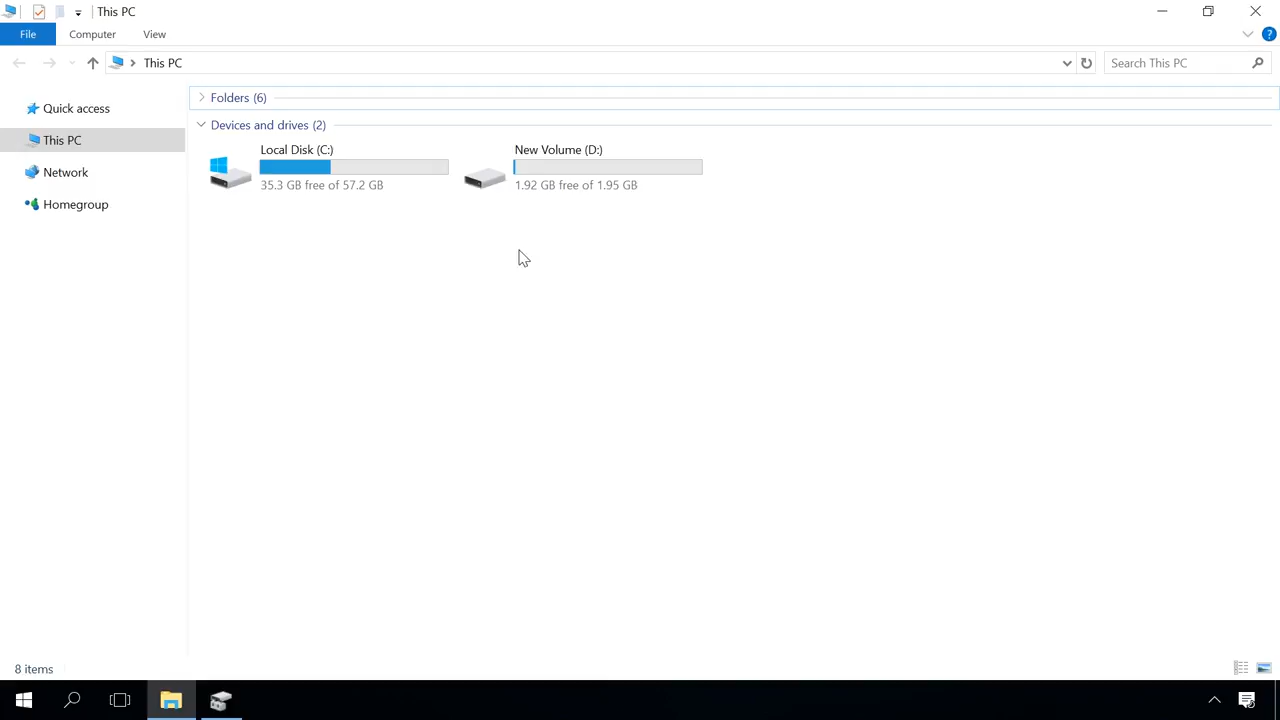 This PC
File Computer View
This PC Search This PC
Quick access
This PC
Network
Homegroup
Folders (6)
Devices and drives (2)
Local Disk (C:)
35.3 GB free of 57.2 GB
New Volume (D:)
1.92 GB free of 1.95 GB
8 items